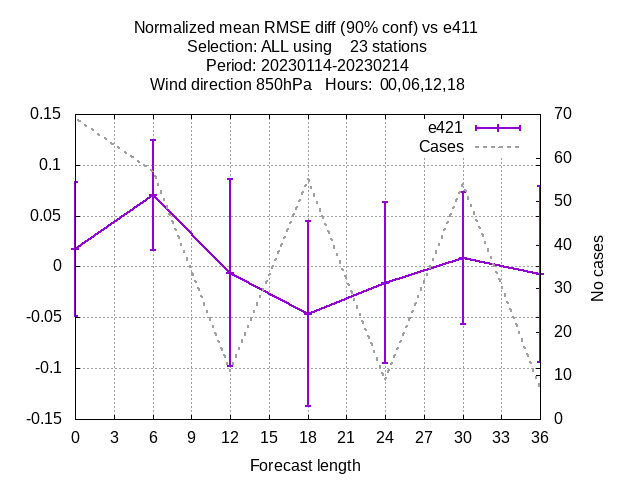 Normalized mean RMSE diff (90% conf) vs e411
Selection: ALL using    23 stations
Period: 20230114-20230214
Wind direction 850hPa   Hours:  00,06,12,18
0.15
0.1
0.05
0
-0.05
-0.1
-0.15
70
60
50
40
30
20
10
0
e421
Cases
No cases
0 3 6 9 12 15 18 21 24 27 30 33 36
Forecast length